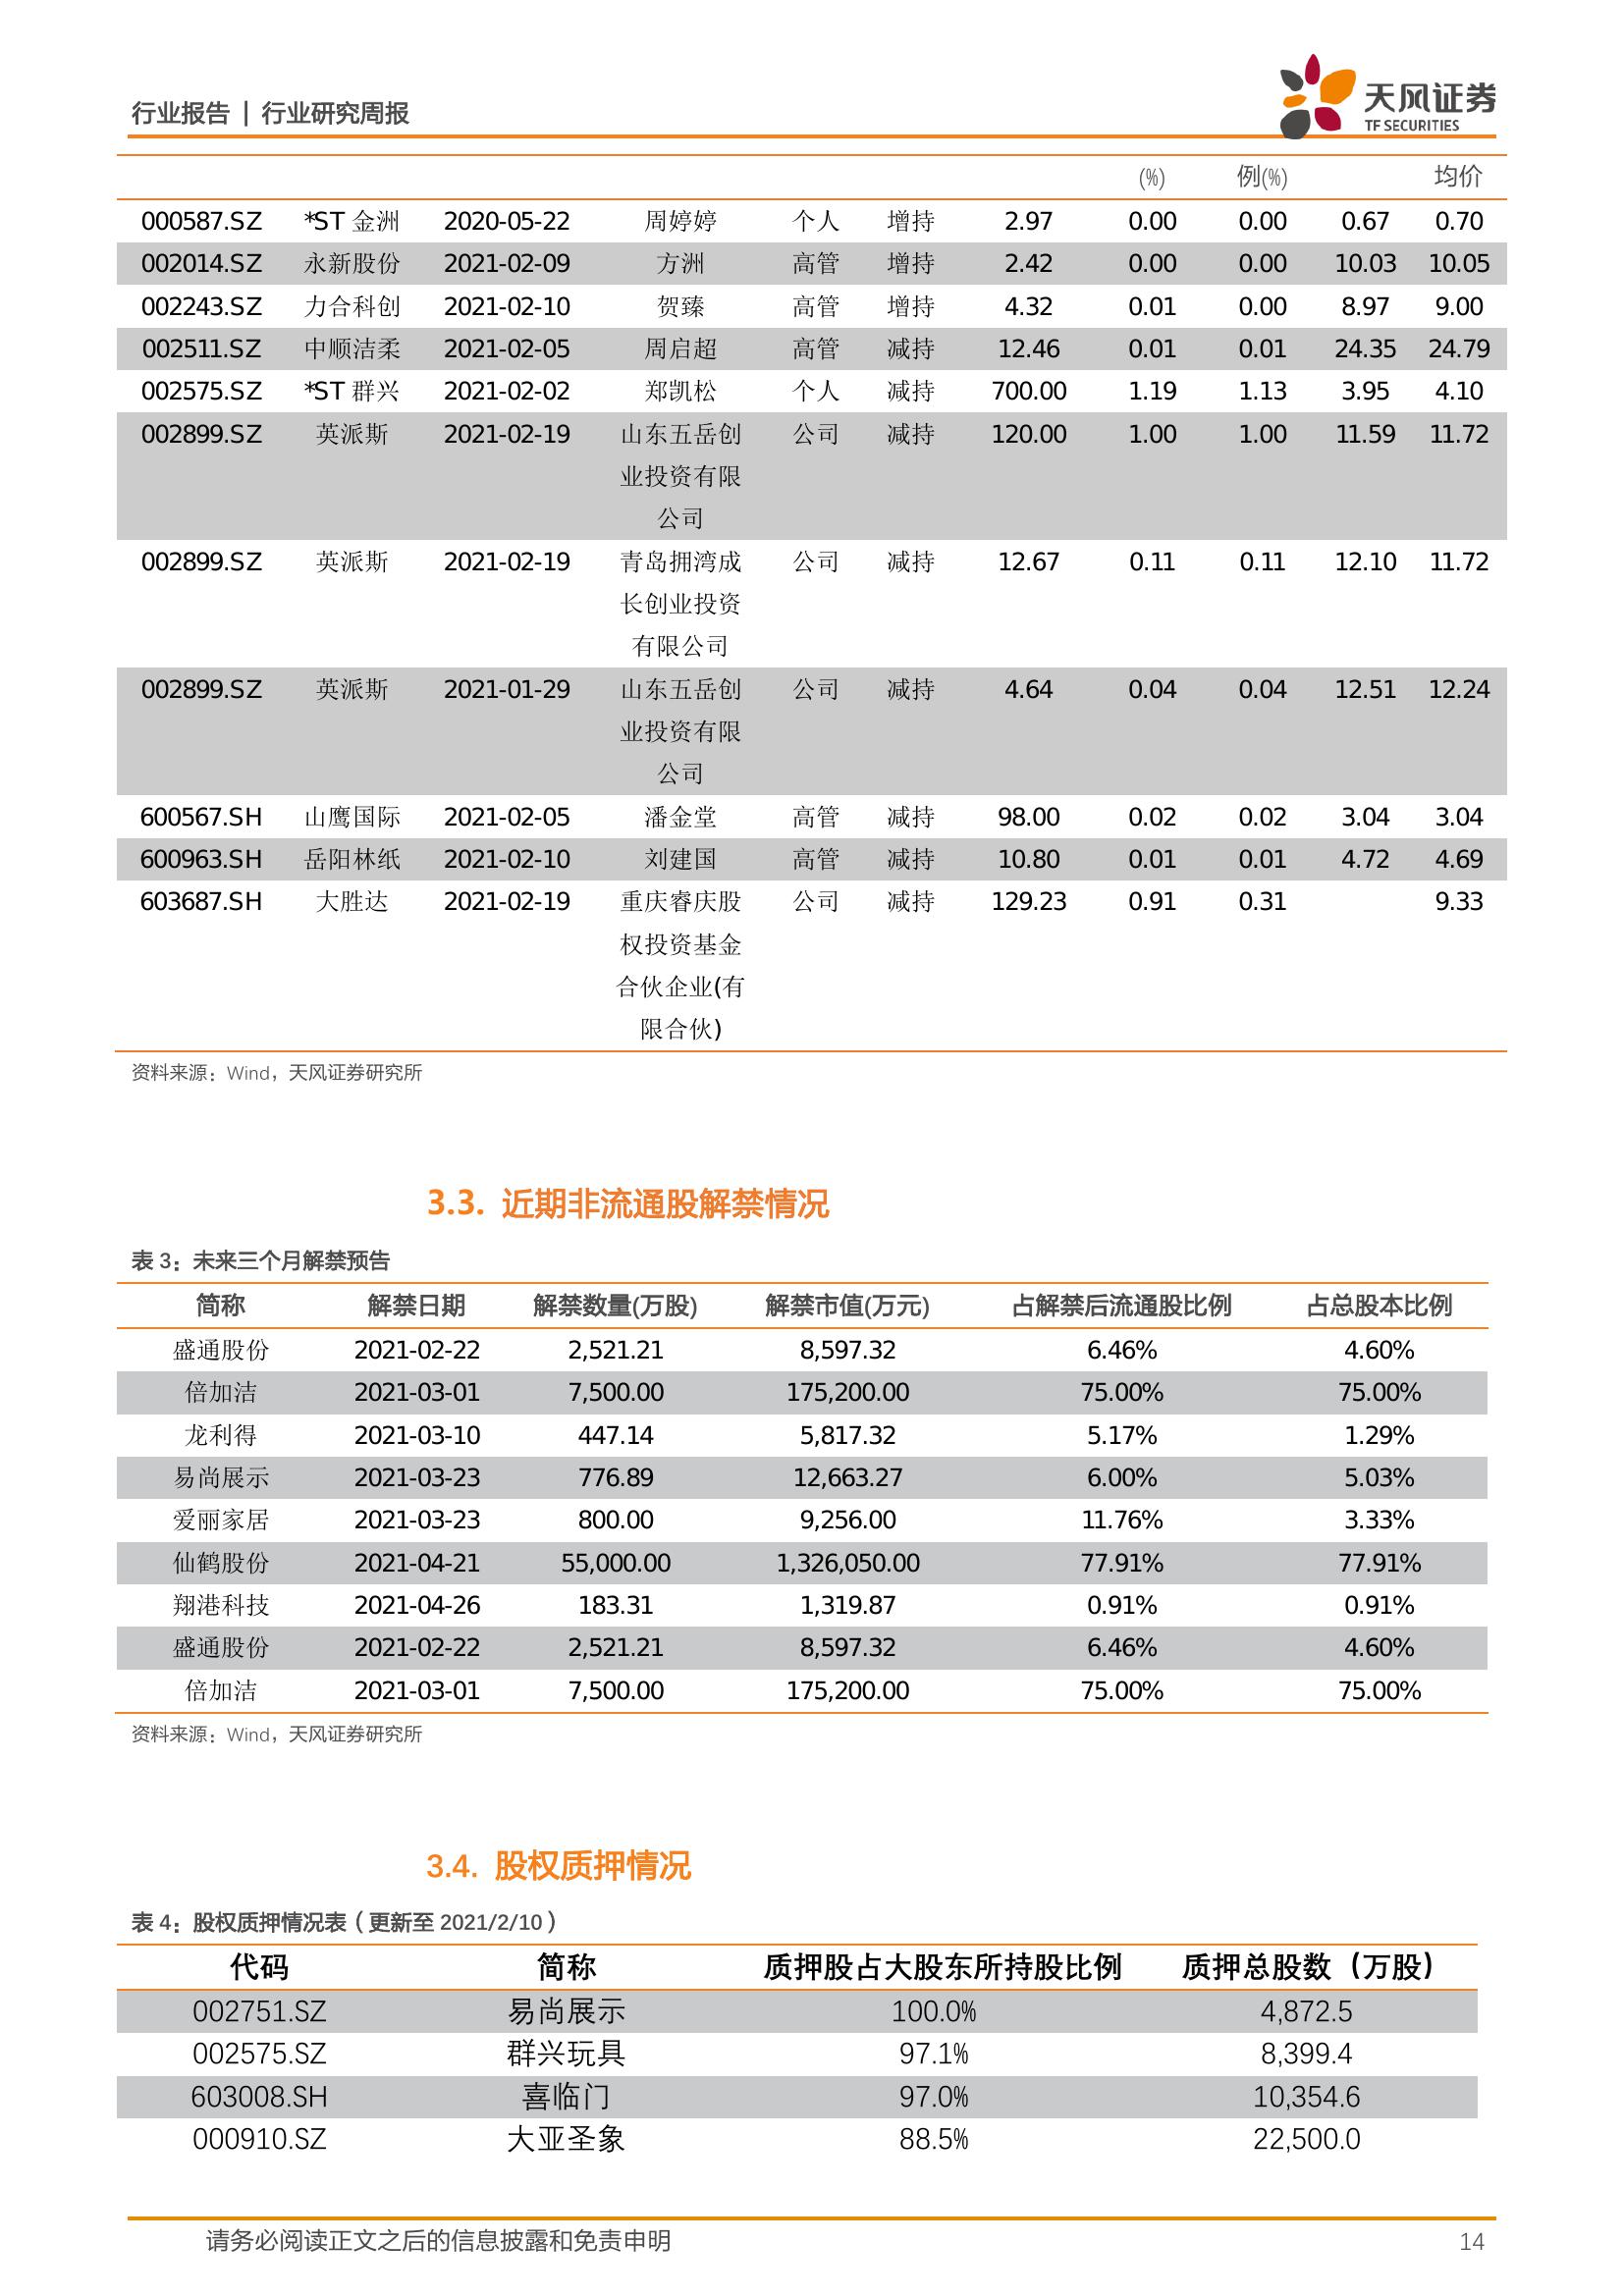 行业报告 | 行业研究周报
天风证券
TF SECURITIES
(%) 例(%) 均价
000587.SZ *ST 金洲 2020-05-22 周婷婷 个人 增持 2.97 0.00 0.00 0.67 0.70
002014.SZ 永新股份 2021-02-09 方洲 高管 增持 2.42 0.00 0.00 10.03 10.05
002243.SZ 力合科创 2021-02-10 贺臻 高管 增持 4.32 0.01 0.00 8.97 9.00
002511.SZ 中顺洁柔 2021-02-05 周启超 高管 减持 12.46 0.01 0.01 24.35 24.79
002575.SZ *ST 群兴 2021-02-02 郑凯松 个人 减持 700.00 1.19 1.13 3.95 4.10
002899.SZ 英派斯 2021-02-19 山东五岳创 公司 减持 120.00 1.00 1.00 11.59 11.72
业投资有限
公司
002899.SZ 英派斯 2021-02-19 青岛拥湾成 公司 减持 12.67 0.11 0.11 12.10 11.72
长创业投资
有限公司
002899.SZ 英派斯 2021-01-29 山东五岳创 公司 减持 4.64 0.04 0.04 12.51 12.24
业投资有限
公司
600567.SH 山鹰国际 2021-02-05 潘金堂 高管 减持 98.00 0.02 0.02 3.04 3.04
600963.SH 岳阳林纸 2021-02-10 刘建国 高管 减持 10.80 0.01 0.01 4.72 4.69
603687.SH 大胜达 2021-02-19 重庆睿庆股 公司 减持 129.23 0.91 0.31 9.33
权投资基金
合伙企业(有
限合伙)
资料来源：Wind，天风证券研究所
3.3. 近期非流通股解禁情况
表 3：未来三个月解禁预告
简称 解禁日期 解禁数量(万股) 解禁市值(万元) 占解禁后流通股比例 占总股本比例
盛通股份 2021-02-22 2,521.21 8,597.32 6.46% 4.60%
倍加洁 2021-03-01 7,500.00 175,200.00 75.00% 75.00%
龙利得 2021-03-10 447.14 5,817.32 5.17% 1.29%
易尚展示 2021-03-23 776.89 12,663.27 6.00% 5.03%
爱丽家居 2021-03-23 800.00 9,256.00 11.76% 3.33%
仙鹤股份 2021-04-21 55,000.00 1,326,050.00 77.91% 77.91%
翔港科技 2021-04-26 183.31 1,319.87 0.91% 0.91%
盛通股份 2021-02-22 2,521.21 8,597.32 6.46% 4.60%
倍加洁 2021-03-01 7,500.00 175,200.00 75.00% 75.00%
资料来源：Wind，天风证券研究所
3.4. 股权质押情况
表 4：股权质押情况表（更新至 2021/2/10）
代码 简称 质押股占大股东所持股比例 质押总股数（万股）
002751.SZ 易尚展示 100.0% 4,872.5
002575.SZ 群兴玩具 97.1% 8,399.4
603008.SH 喜临门 97.0% 10,354.6
000910.SZ 大亚圣象 88.5% 22,500.0
请务必阅读正文之后的信息披露和免责申明 14